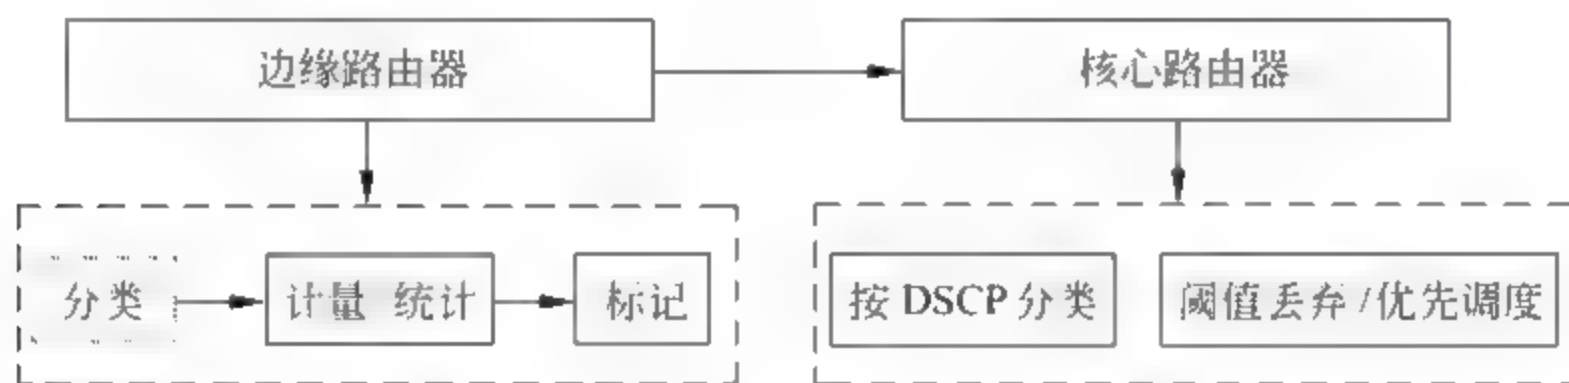 边缘路由器
核心路由器
分类
计量 统计
标记
按 DSCP 分类
阈值丢弃/优先调度